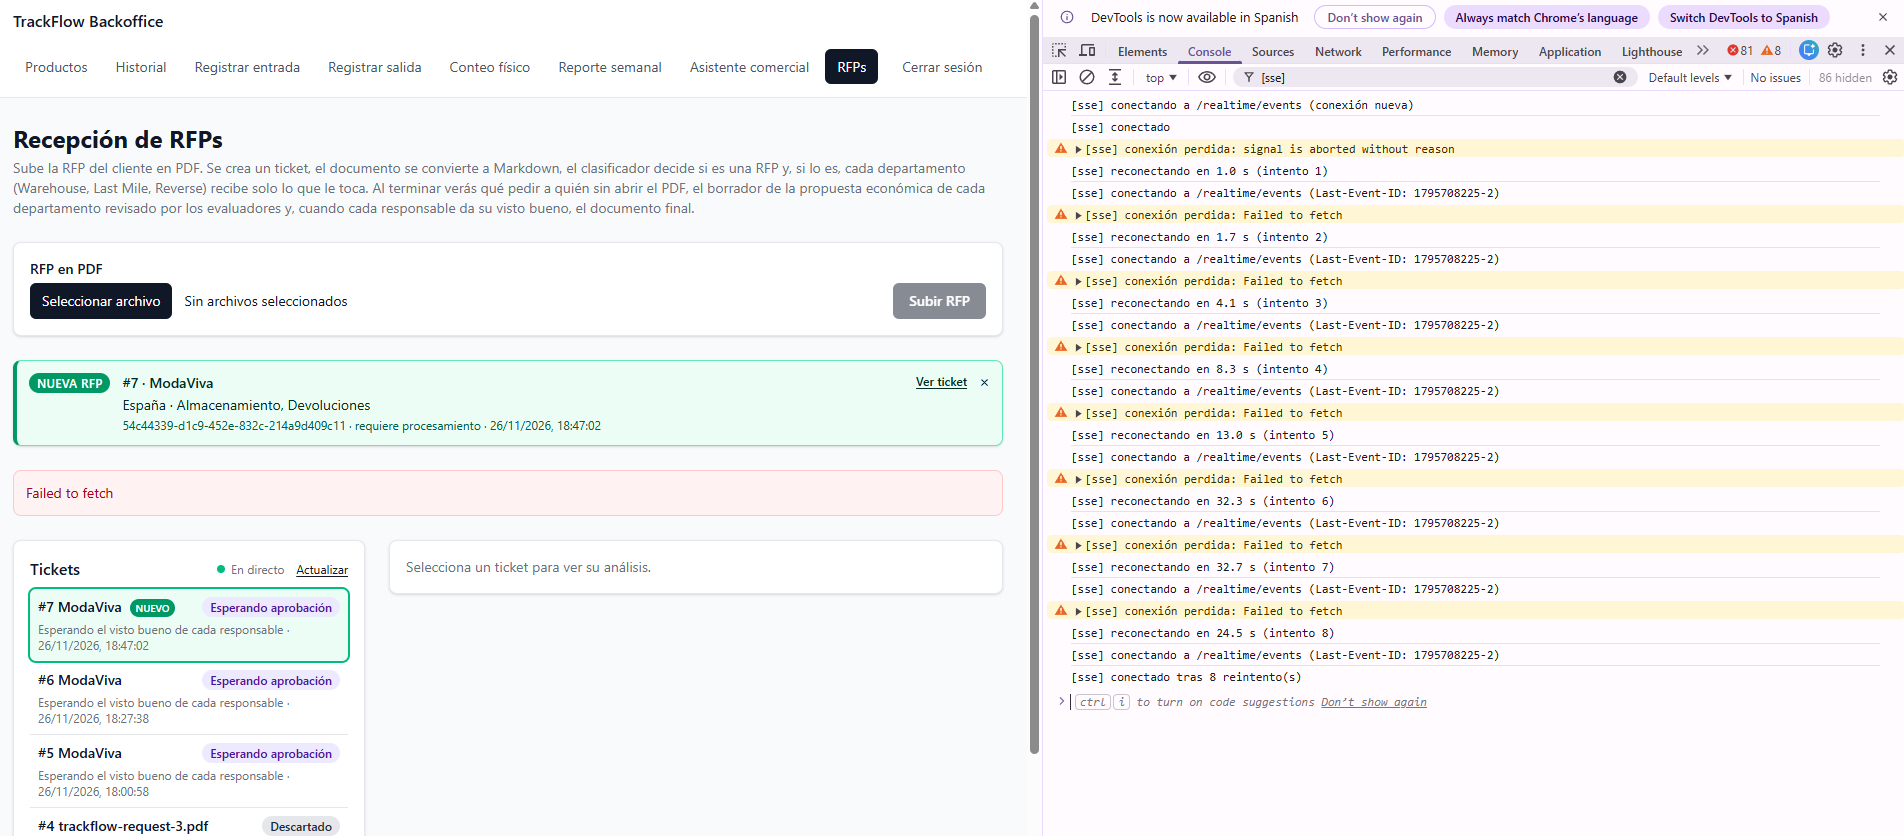 TrackFlow Backoffice
Productos
Historial
Registrar entrada
Registrar salida
Conteo físico
Reporte semanal
Asistente comercial
RFPs
Cerrar sesión
Recepción de RFPs
Sube la RFP del cliente en PDF. Se crea un ticket, el documento se convierte a Markdown, el clasificador decide si es una RFP y, si lo es, cada departamento
(Warehouse, Last Mile, Reverse) recibe solo lo que le toca. Al terminar verás qué pedir a quién sin abrir el PDF, el borrador de la propuesta económica de cada
departamento revisado por los evaluadores y, cuando cada responsable da su visto bueno, el documento final.
RFP en PDF
Seleccionar archivo
Sin archivos seleccionados
Subir RFP
NUEVA RFP
#7 · ModaViva
Ver ticket
×
España · Almacenamiento, Devoluciones
54c44339-d1c9-452e-832c-214a9d409c11 · requiere procesamiento · 26/11/2026, 18:47:02
Failed to fetch
Tickets
En directo
Actualizar
#7 ModaViva
NUEVO
Esperando aprobación
Esperando el visto bueno de cada responsable ·
26/11/2026, 18:47:02
#6 ModaViva
Esperando aprobación
Esperando el visto bueno de cada responsable ·
26/11/2026, 18:27:38
#5 ModaViva
Esperando aprobación
Esperando el visto bueno de cada responsable ·
26/11/2026, 18:00:58
#4 trackflow-request-3.pdf
Descartado
Selecciona un ticket para ver su análisis.
DevTools is now available in Spanish
Don't show again
Always match Chrome's language
Switch DevTools to Spanish
Elements
Console
Sources
Network
Performance
Memory
Application
Lighthouse
81
8
top
[sse]
Default levels
No issues
86 hidden
[sse] conectando a /realtime/events (conexión nueva)
[sse] conectado
[sse] conexión perdida: signal is aborted without reason
[sse] reconectando en 1.0 s (intento 1)
[sse] conectando a /realtime/events (Last-Event-ID: 1795708225-2)
[sse] conexión perdida: Failed to fetch
[sse] reconectando en 1.7 s (intento 2)
[sse] conectando a /realtime/events (Last-Event-ID: 1795708225-2)
[sse] conexión perdida: Failed to fetch
[sse] reconectando en 4.1 s (intento 3)
[sse] conectando a /realtime/events (Last-Event-ID: 1795708225-2)
[sse] conexión perdida: Failed to fetch
[sse] reconectando en 8.3 s (intento 4)
[sse] conectando a /realtime/events (Last-Event-ID: 1795708225-2)
[sse] conexión perdida: Failed to fetch
[sse] reconectando en 13.0 s (intento 5)
[sse] conectando a /realtime/events (Last-Event-ID: 1795708225-2)
[sse] conexión perdida: Failed to fetch
[sse] reconectando en 32.3 s (intento 6)
[sse] conectando a /realtime/events (Last-Event-ID: 1795708225-2)
[sse] conexión perdida: Failed to fetch
[sse] reconectando en 32.7 s (intento 7)
[sse] conectando a /realtime/events (Last-Event-ID: 1795708225-2)
[sse] conexión perdida: Failed to fetch
[sse] reconectando en 24.5 s (intento 8)
[sse] conectando a /realtime/events (Last-Event-ID: 1795708225-2)
[sse] conectado tras 8 reintento(s)
ctrl i to turn on code suggestions Don't show again